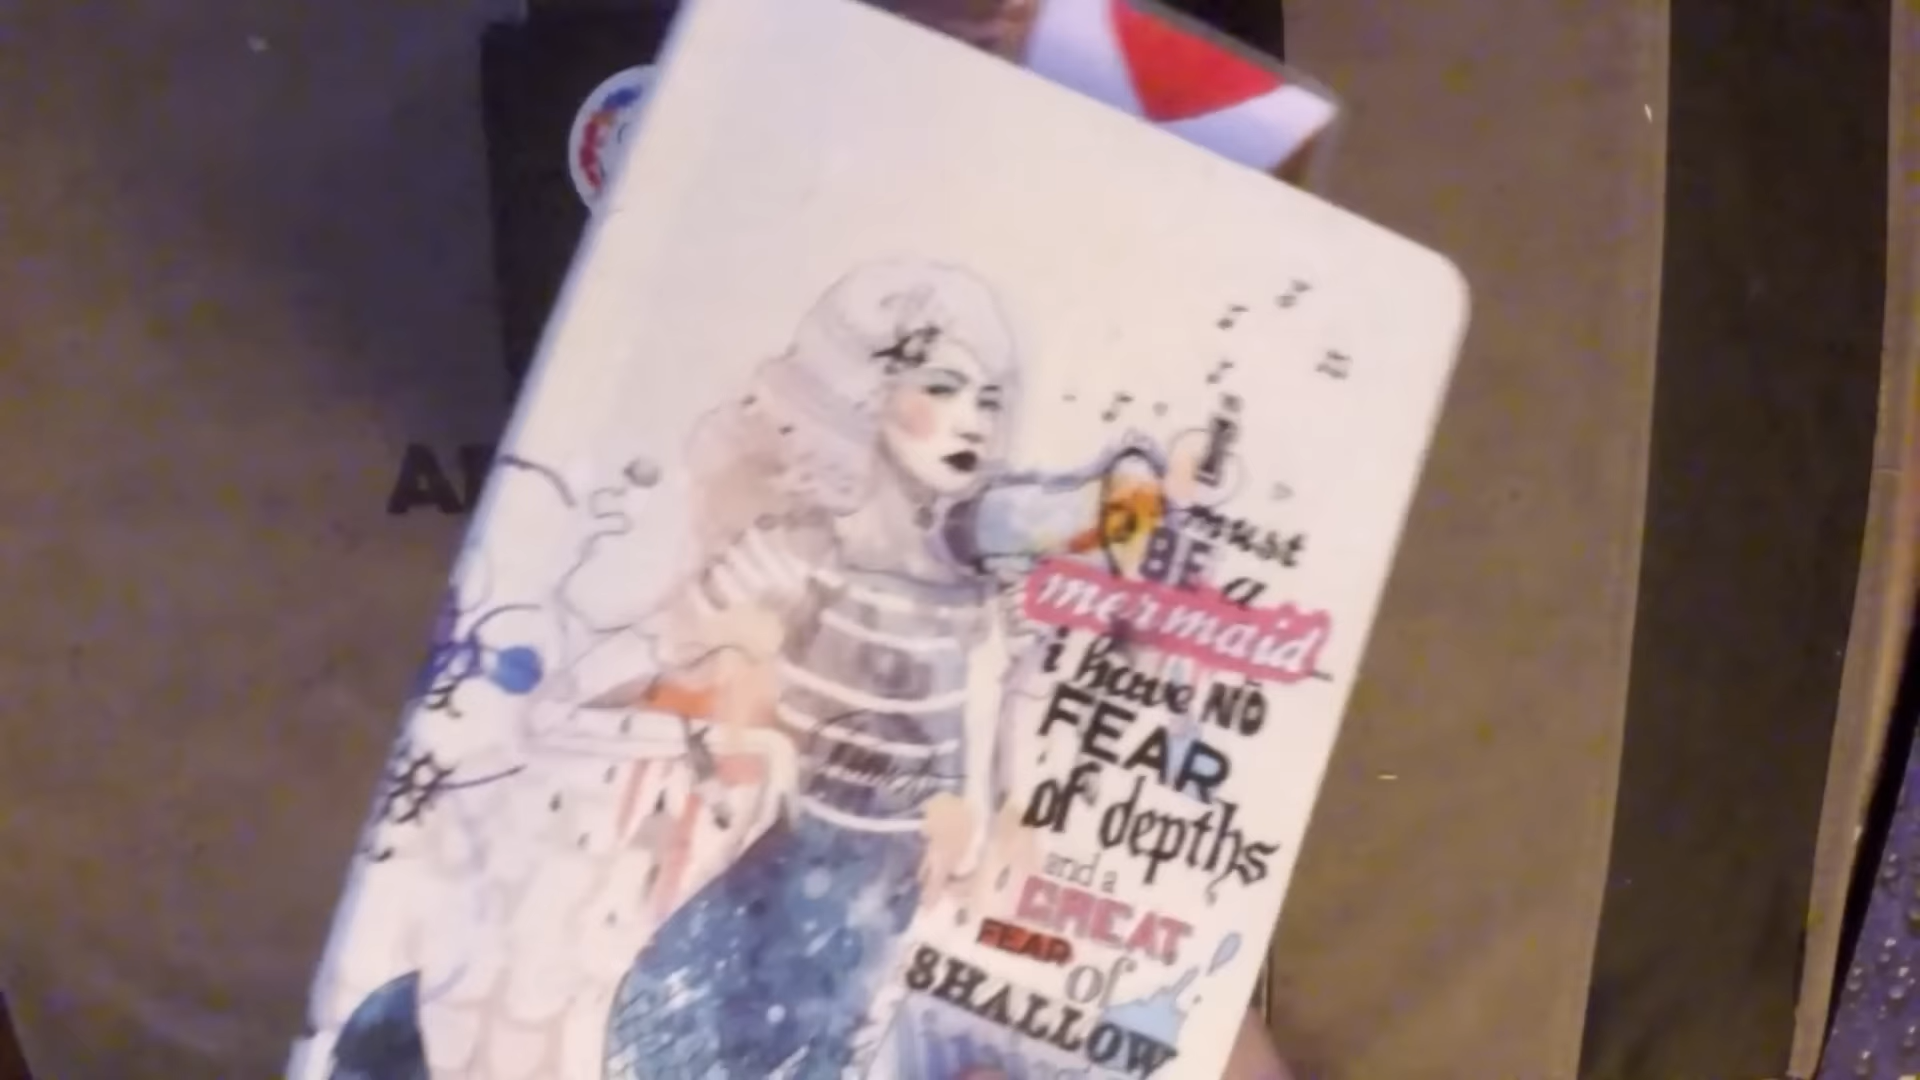 must
BE a
mermaid
i have NO
FEAR
of depths
and a
GREAT
FEAR of
SHALLOW